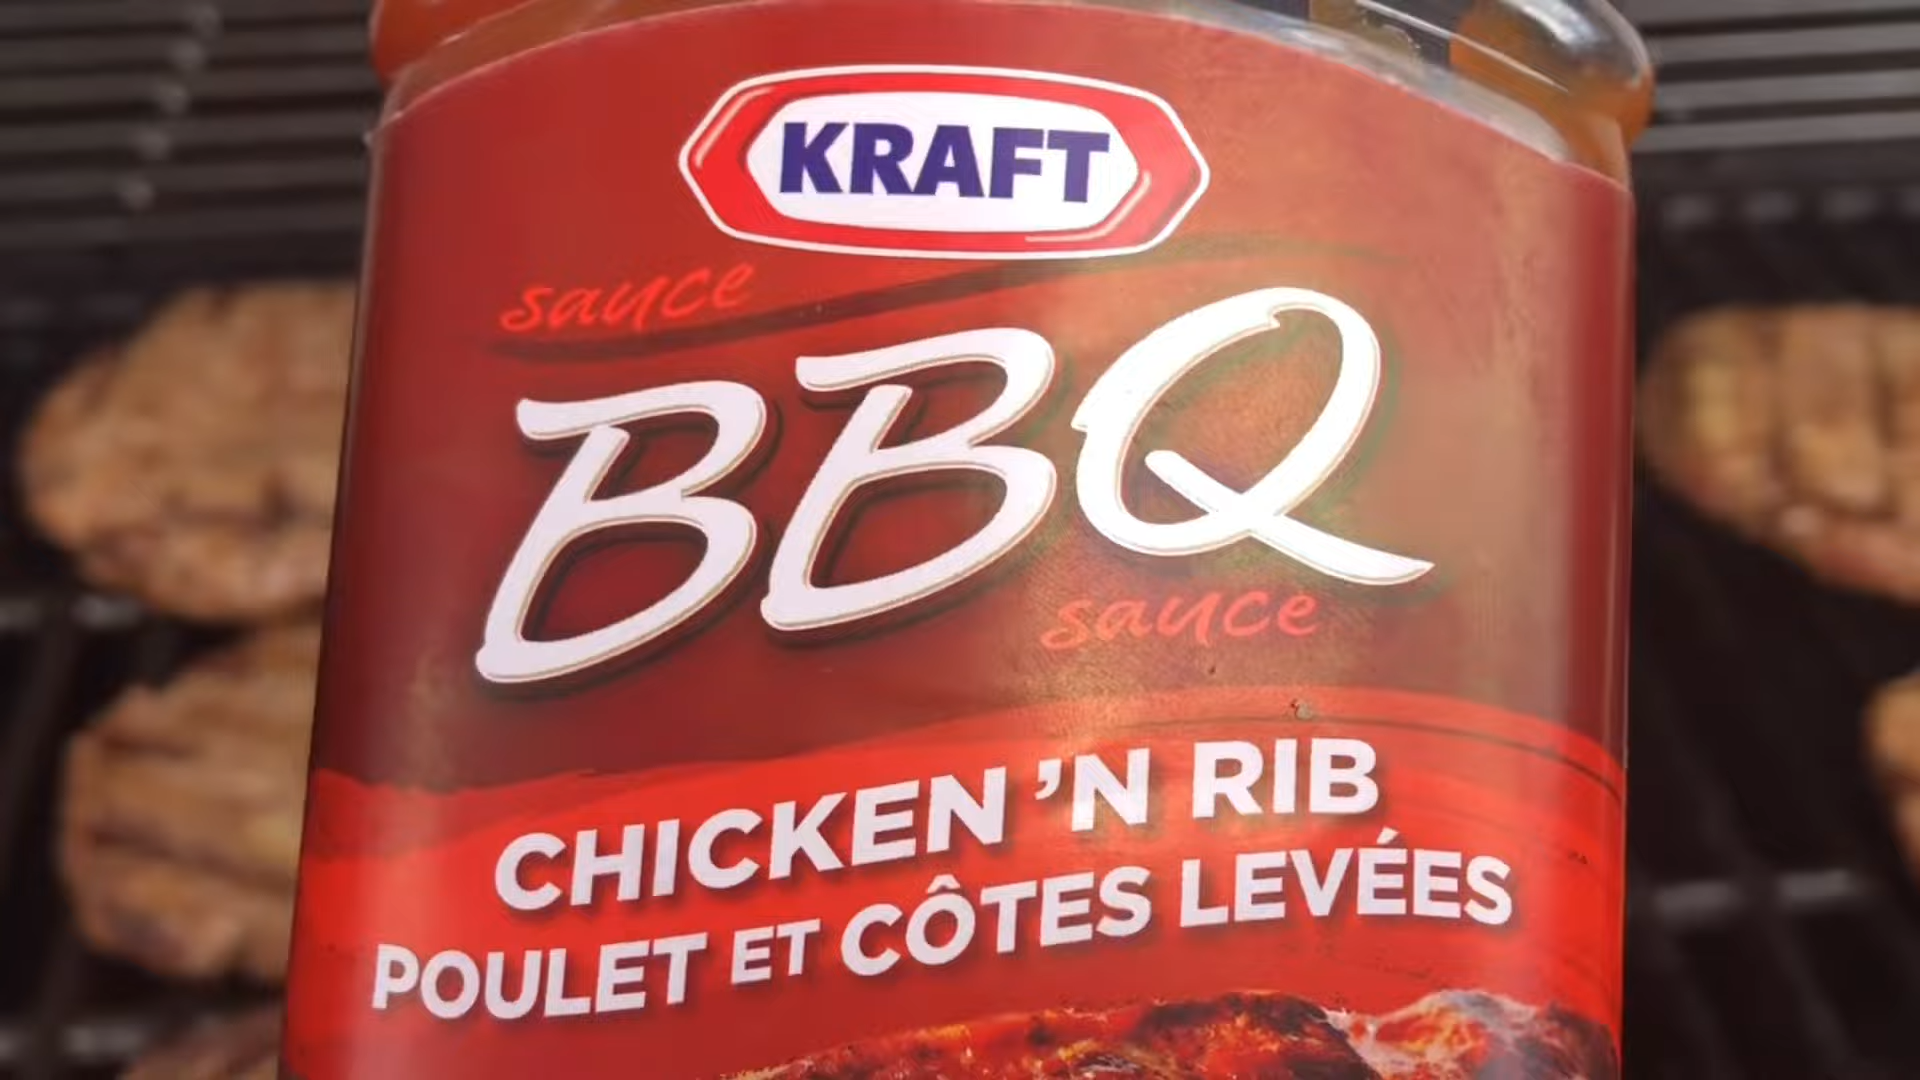 KRAFT
sauce
BBQ
sauce
CHICKEN 'N RIB
POULET ET CÔTES LEVÉES